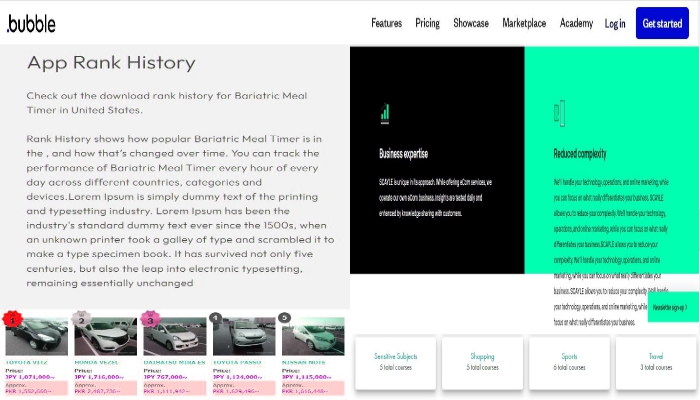 .bubble
Features Pricing Showcase Marketplace Academy Log in Get started
App Rank History
Check out the download rank history for Bariatric Meal
Timer in United States.
Rank History shows how popular Bariatric Meal Timer is in
the , and how that's changed over time. You can track the
performance of Bariatric Meal Timer every hour of every
day across different countries, categories and
devices.Lorem Ipsum is simply dummy text of the printing
and typesetting industry. Lorem Ipsum has been the
industry's standard dummy text ever since the 1500s, when
an unknown printer took a galley of type and scrambled it to
make a type specimen book. It has survived not only five
centuries, but also the leap into electronic typesetting,
remaining essentially unchanged
Business expertise
SCAYLE is unique in its approach. While offering eCom services, we
operate our own eCom business. Insights are tested daily and
enhanced by knowledge sharing with customers.
Reduced complexity
We'll handle your technology, operations, and online marketing, while
you can focus on what really differentiates your business. SCAYLE
allows you to reduce your complexity. We'll handle your technology,
operations, and online marketing, while you can focus on what really
differentiates your business. SCAYLE allows you to reduce your
complexity. We'll handle your technology, operations, and online
marketing, while you can focus on what really differentiates your
business. SCAYLE allows you to reduce your complexity. We'll handle
your technology, operations, and online marketing, while you can
focus on what really differentiates your business.
Newsletter sign-up
1 2 3 4 5
TOYOTA VITZ
Price:
JPY 1,071,000~
Approx.
PKR 1,552,600~
HONDA VEZEL
Price:
JPY 1,716,000~
Approx.
PKR 2,487,736~
DAIHATSU MIRA ES
Price:
JPY 767,000~
Approx.
PKR 1,111,942~
TOYOTA PASSO
Price:
JPY 1,124,000~
Approx.
PKR 1,629,496~
NISSAN NOTE
Price:
JPY 1,115,000~
Approx.
PKR 1,616,448~
Sensitive Subjects
5 total courses
Shopping
5 total courses
Sports
6 total courses
Travel
3 total courses